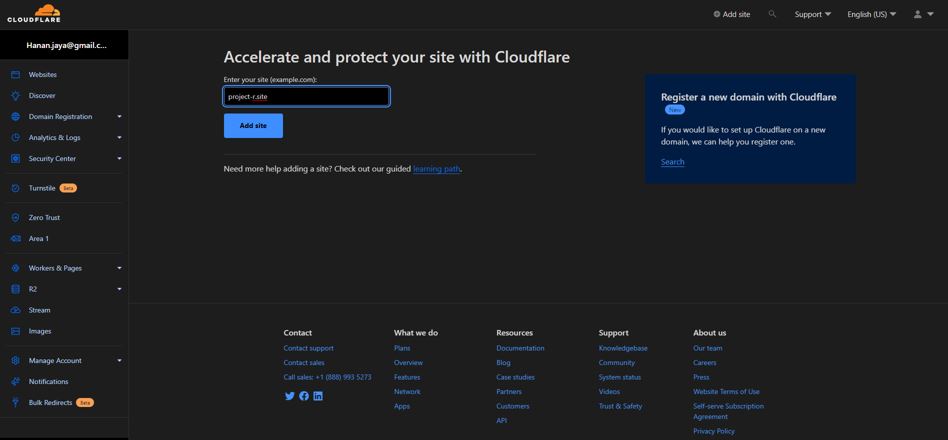 CLOUDFLARE
Add site
Support
English (US)
Hanan.jaya@gmail.c...
Websites
Discover
Domain Registration
Analytics & Logs
Security Center
Turnstile Beta
Zero Trust
Area 1
Workers & Pages
R2
Stream
Images
Manage Account
Notifications
Bulk Redirects Beta
Accelerate and protect your site with Cloudflare
Enter your site (example.com):
project-r.site
Add site
Need more help adding a site? Check out our guided learning path.
Register a new domain with Cloudflare
New
If you would like to set up Cloudflare on a new
domain, we can help you register one.
Search
Contact
Contact support
Contact sales
Call sales: +1 (888) 993 5273
What we do
Plans
Overview
Features
Network
Apps
Resources
Documentation
Blog
Case studies
Partners
Customers
API
Support
Knowledgebase
Community
System status
Videos
Trust & Safety
About us
Our team
Careers
Press
Website Terms of Use
Self-serve Subscription
Agreement
Privacy Policy